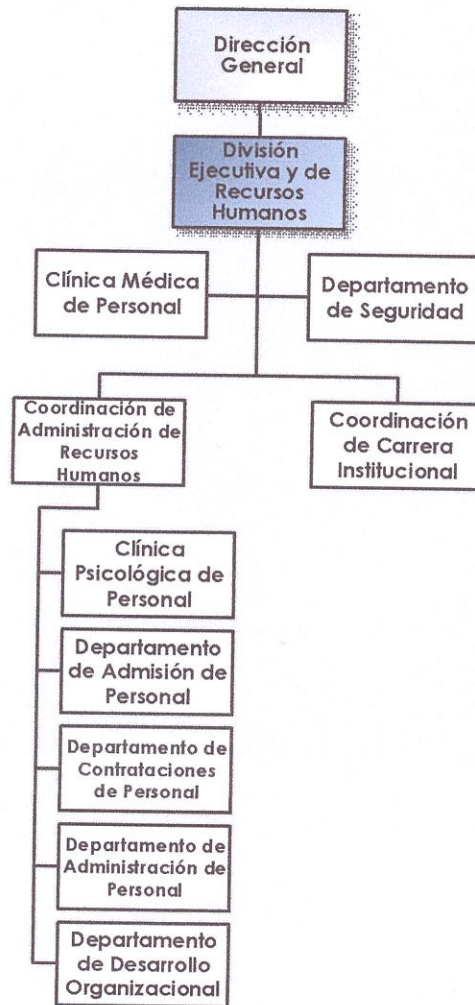 Dirección
General
División
Ejecutiva y de
Recursos
Humanos
Clínica Médica
de Personal
Departamento
de Seguridad
Coordinación de
Administración de
Recursos
Humanos
Coordinación
de Carrera
Institucional
Clínica
Psicológica de
Personal
Departamento
de Admisión de
Personal
Departamento de
Contrataciones
de Personal
Departamento de
Administración de
Personal
Departamento
de Desarrollo
Organizacional